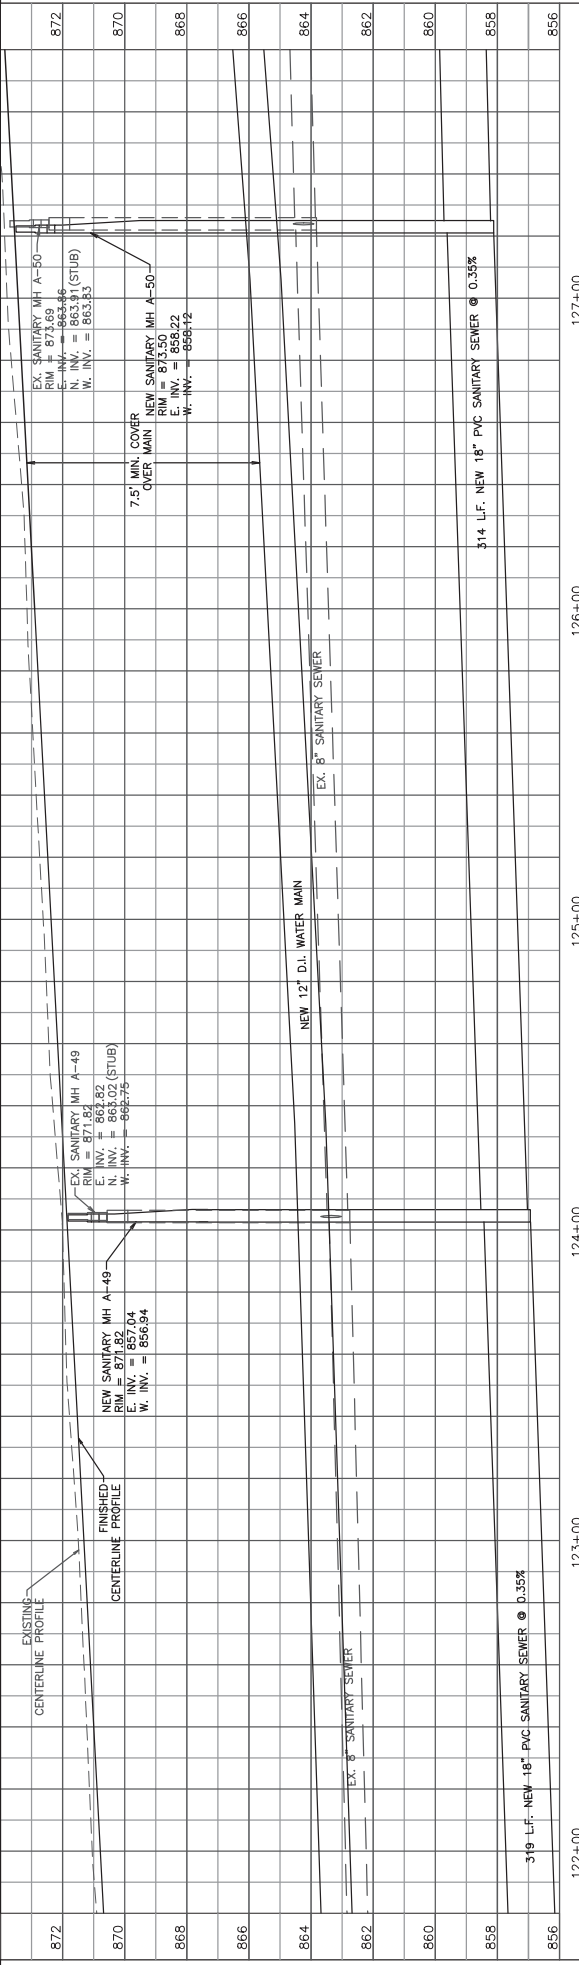 872
870
868
866
864
862
860
858
856
EX. SANITARY MH A-50
RIM = 873.69
E. INV. = 863.86
N. INV. = 863.91(STUB)
W. INV. = 863.83
NEW SANITARY MH A-50
RIM = 873.50
E. INV. = 858.22
W. INV. = 858.12
7.5' MIN. COVER
OVER MAIN
314 L.F. NEW 18" PVC SANITARY SEWER @ 0.35%
127+00
126+00
EX. 8" SANITARY SEWER
NEW 12" D.I. WATER MAIN
125+00
EX. SANITARY MH A-49
RIM = 871.82
E. INV. = 862.82
N. INV. = 863.02(STUB)
W. INV. = 862.75
NEW SANITARY MH A-49
RIM = 871.82
E. INV. = 857.04
W. INV. = 856.94
124+00
FINISHED
CENTERLINE PROFILE
EXISTING
CENTERLINE PROFILE
123+00
EX. 8" SANITARY SEWER
319 L.F. NEW 18" PVC SANITARY SEWER @ 0.35%
122+00
872
870
868
866
864
862
860
858
856